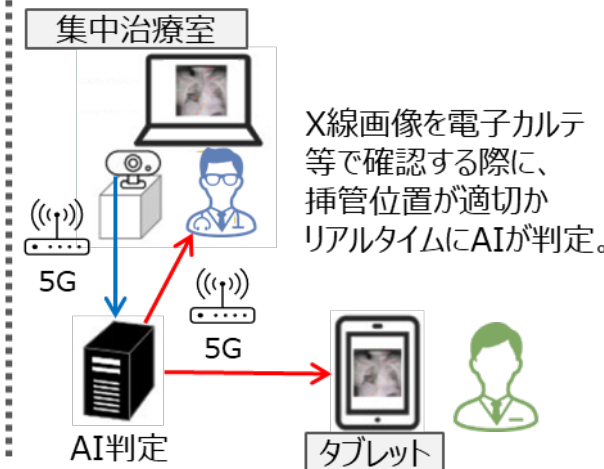 集中治療室
X線画像を電子カルテ
等で確認する際に、
挿管位置が適切か
リアルタイムにAIが判定。
5G
5G
AI判定
タブレット